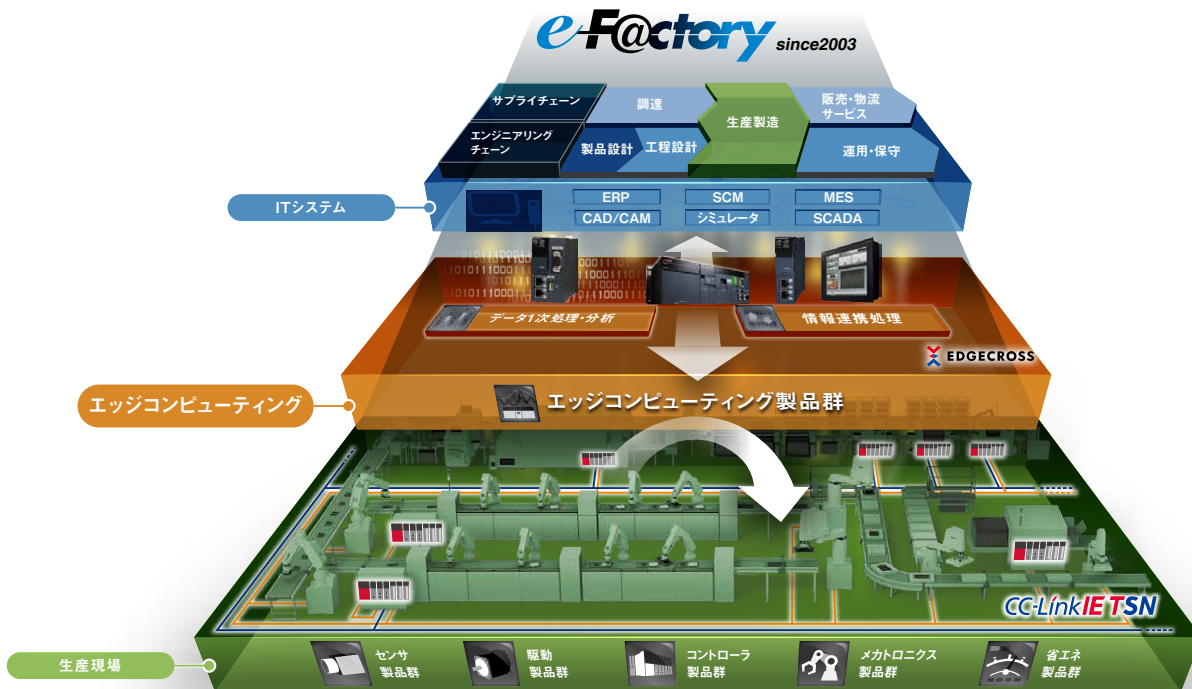 e-F@ctory since2003
サプライチェーン
調達
生産製造
販売・物流
サービス
エンジニアリング
チェーン
製品設計
工程設計
運用・保守
ITシステム
ERP
SCM
MES
CAD/CAM
シミュレータ
SCADA
データ1次処理・分析
情報連携処理
EDGECROSS
エッジコンピューティング
エッジコンピューティング製品群
CC-Link IE TSN
生産現場
センサ
製品群
駆動
製品群
コントローラ
製品群
メカトロニクス
製品群
省エネ
製品群